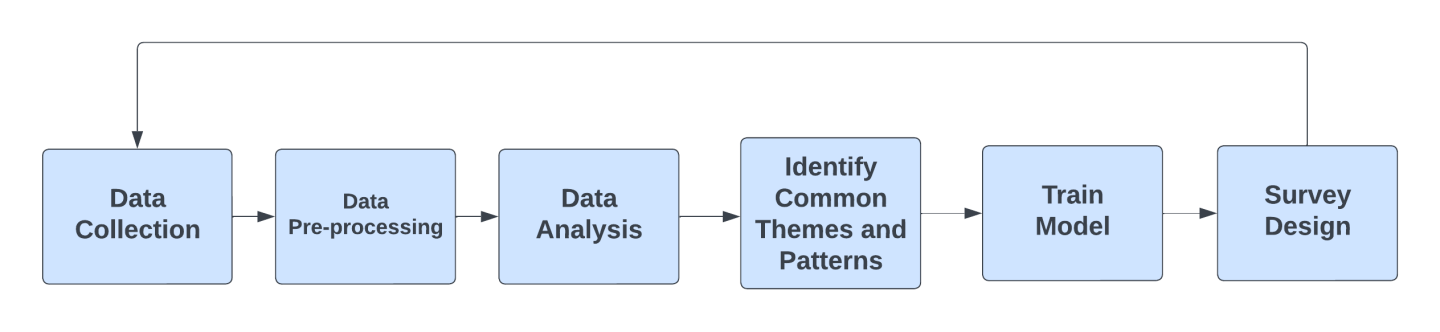 Data
Collection
Data
Pre-processing
Data
Analysis
Identify
Common
Themes and
Patterns
Train
Model
Survey
Design